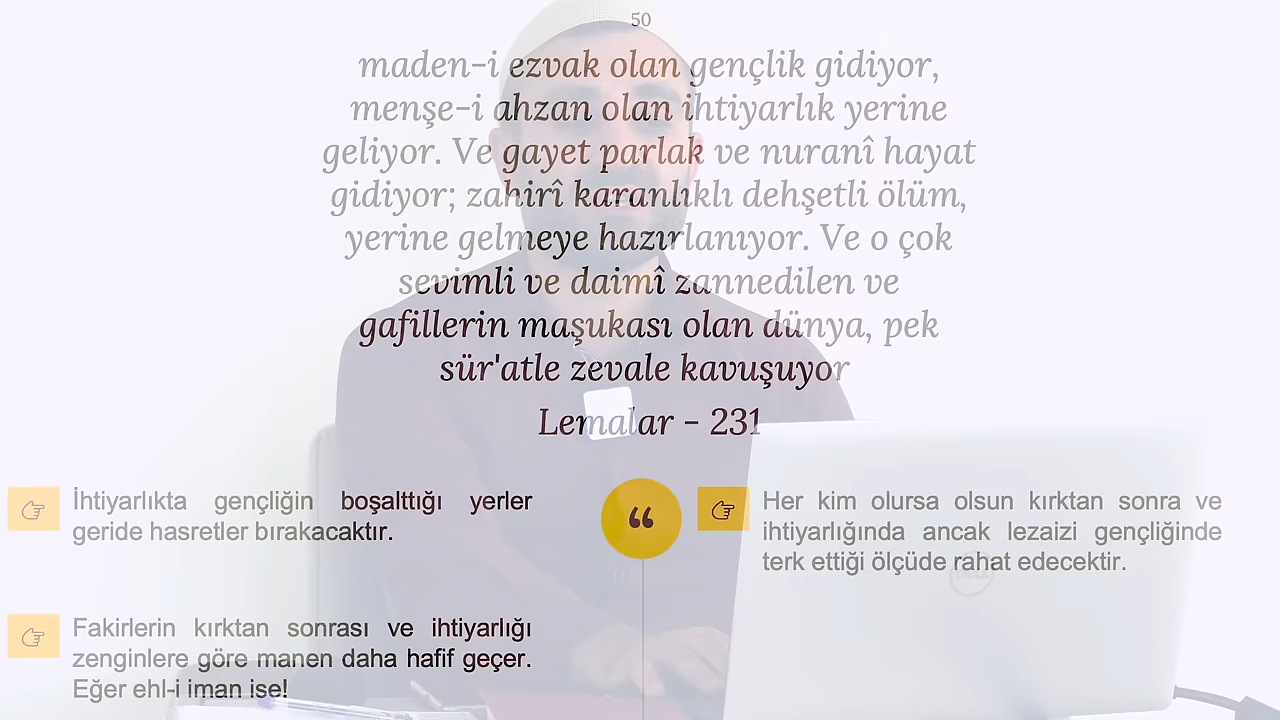 50
maden-i ezvak olan gençlik gidiyor,
menşe-i ahzan olan ihtiyarlık yerine
geliyor. Ve gayet parlak ve nuranî hayat
gidiyor; zahirî karanlıklı dehşetli ölüm,
yerine gelmeye hazırlanıyor. Ve o çok
sevimli ve daimî zannedilen ve
gafillerin maşukası olan dünya, pek
sür'atle zevale kavuşuyor
Lemalar - 231
İhtiyarlıkta gençliğin boşalttığı yerler
geride hasretler bırakacaktır.
Fakirlerin kırktan sonrası ve ihtiyarlığı
zenginlere göre manen daha hafif geçer.
Eğer ehl-i iman ise!
“
Her kim olursa olsun kırktan sonra ve
ihtiyarlığında ancak lezaizi gençliğinde
terk ettiği ölçüde rahat edecektir.
DELL